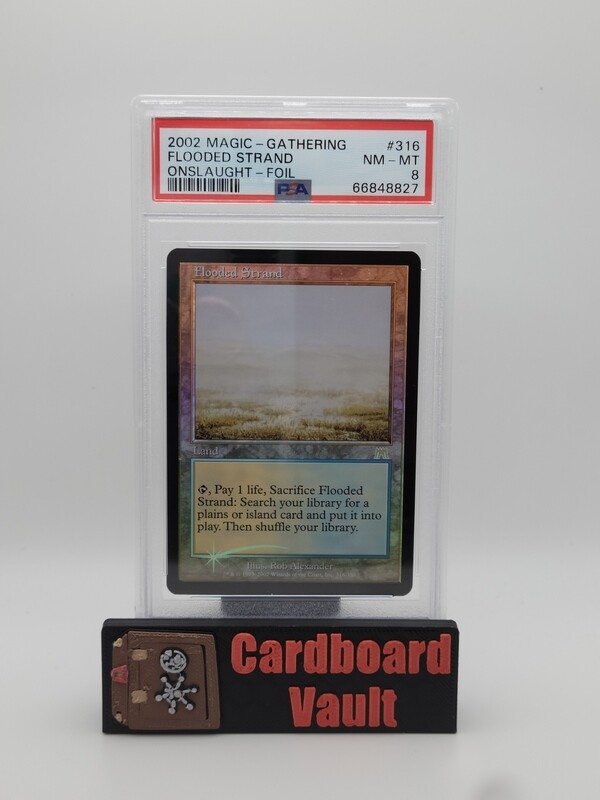 2002 MAGIC - GATHERING #316
FLOODED STRAND NM - MT
ONSLAUGHT - FOIL 8
PSA 66848827
Flooded Strand
Land
, Pay 1 life, Sacrifice Flooded
Strand: Search your library for a
plains or island card and put it into
play. Then shuffle your library.
Illus. Rob Alexander
Cardboard
Vault